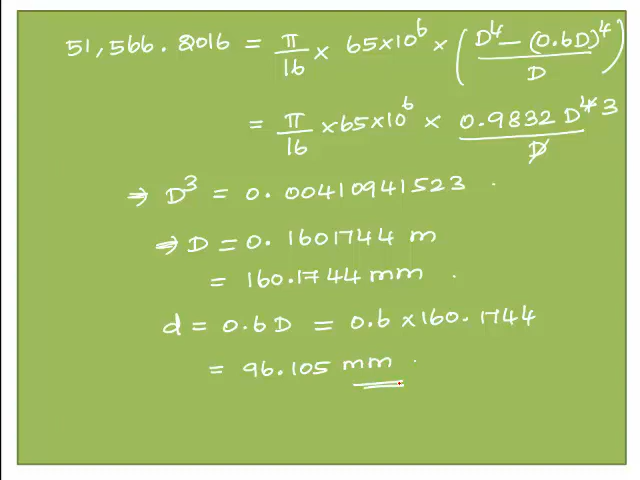 51,566.2016 = π/16 × 65×10^6 × (D^4 − (0.6D)^4 / D)
= π/16 × 65×10^6 × 0.9832 D^4 3 / D
⇒ D^3 = 0.00410941523
⇒ D = 0.1601744 m
= 160.1744 mm
d = 0.6D = 0.6 × 160.1744
= 96.105 mm